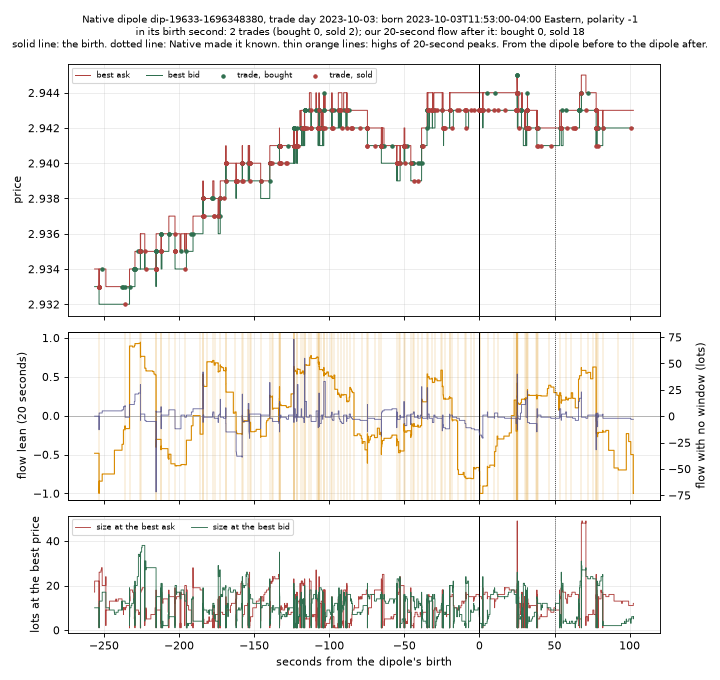 Native dipole dip-19633-1696348380, trade day 2023-10-03: born 2023-10-03T11:53:00-04:00 Eastern, polarity -1
in its birth second: 2 trades (bought 0, sold 2); our 20-second flow after it: bought 0, sold 18
solid line: the birth. dotted line: Native made it known. thin orange lines: highs of 20-second peaks. From the dipole before to the dipole after.
best ask best bid trade, bought trade, sold
2.944
2.942
2.940
2.938
2.936
2.934
2.932
price
1.0
0.5
0.0
−0.5
−1.0
flow lean (20 seconds)
75
50
25
0
−25
−50
−75
flow with no window (lots)
size at the best ask size at the best bid
40
20
0
lots at the best price
−250 −200 −150 −100 −50 0 50 100
seconds from the dipole's birth